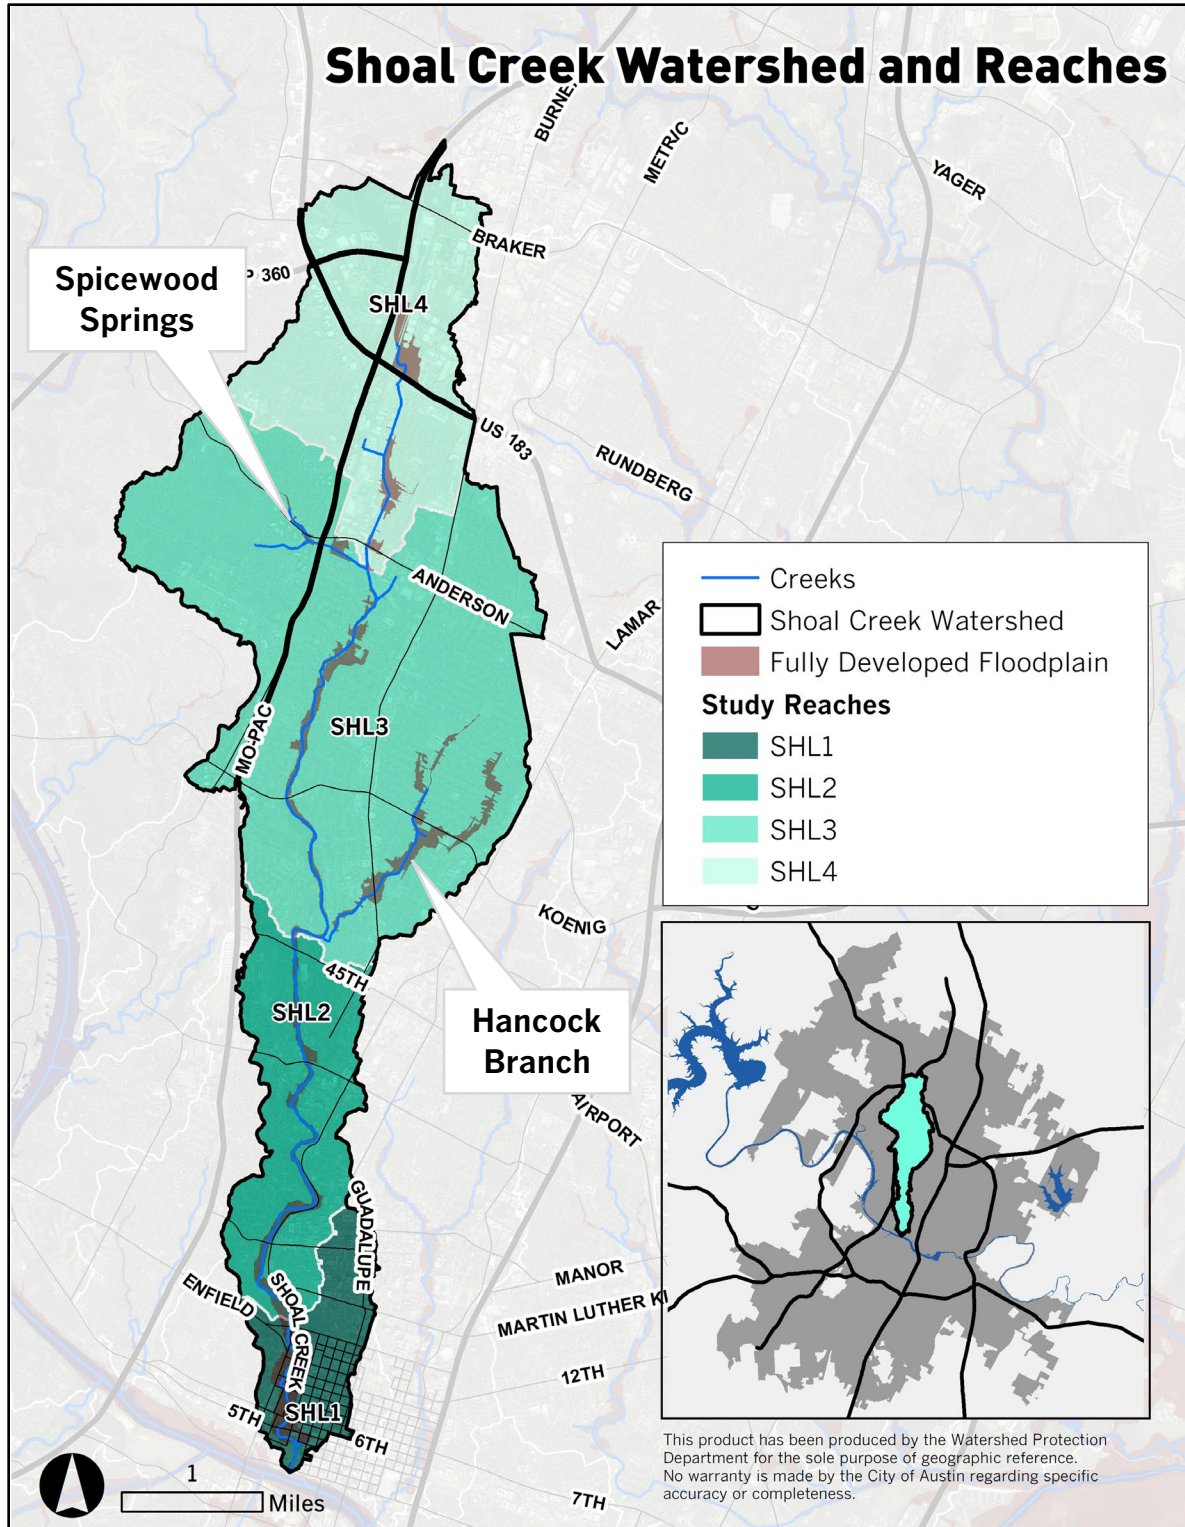 Shoal Creek Watershed and Reaches
METRIC
YAGER
BRAKER
Spicewood
Springs
360
SHL4
US 183
RUNDBERG
ANDERSON
LAMAR
Creeks
Shoal Creek Watershed
Fully Developed Floodplain
Study Reaches
SHL1
SHL2
SHL3
SHL4
MO-PAC
SHL3
KOENIG
45TH
SHL2
Hancock
Branch
AIRPORT
GUADALUPE
ENFIELD
SHOAL CREEK
MANOR
MARTIN LUTHER
12TH
5TH
SHL1
6TH
7TH
1
Miles
This product has been produced by the Watershed Protection
Department for the sole purpose of geographic reference.
No warranty is made by the City of Austin regarding specific
accuracy or completeness.